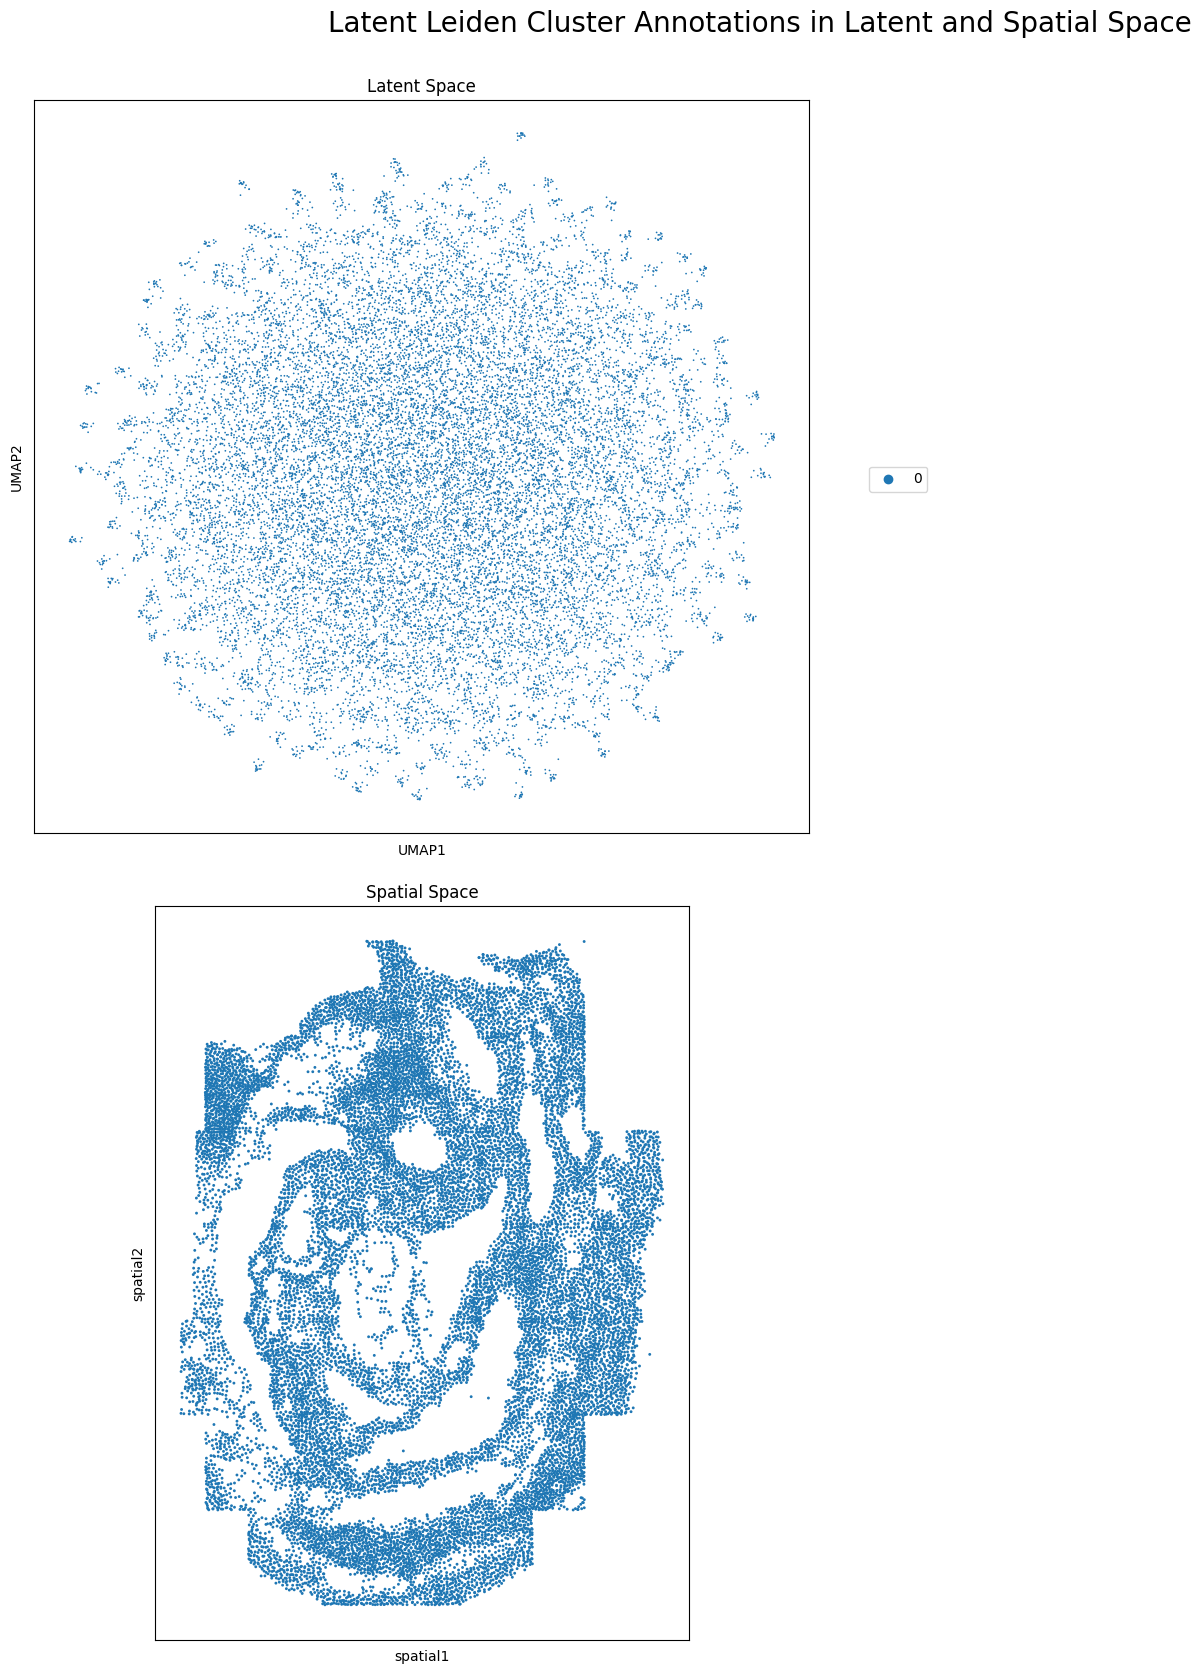 Latent Leiden Cluster Annotations in Latent and Spatial Space
Latent Space
UMAP2
0
UMAP1
Spatial Space
spatial2
spatial1